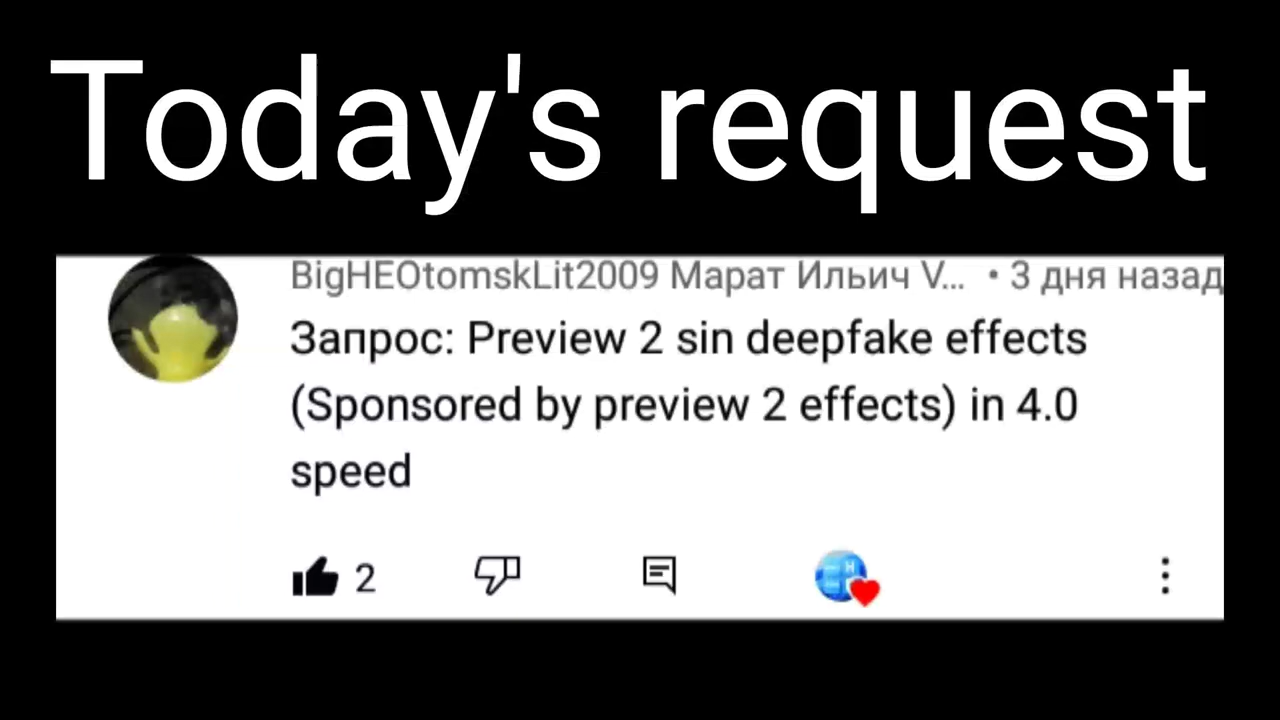 Today's request
BigHEOtomskLit2009 Марат Ильич V... • 3 дня назад
Запрос: Preview 2 sin deepfake effects
(Sponsored by preview 2 effects) in 4.0
speed
2
H